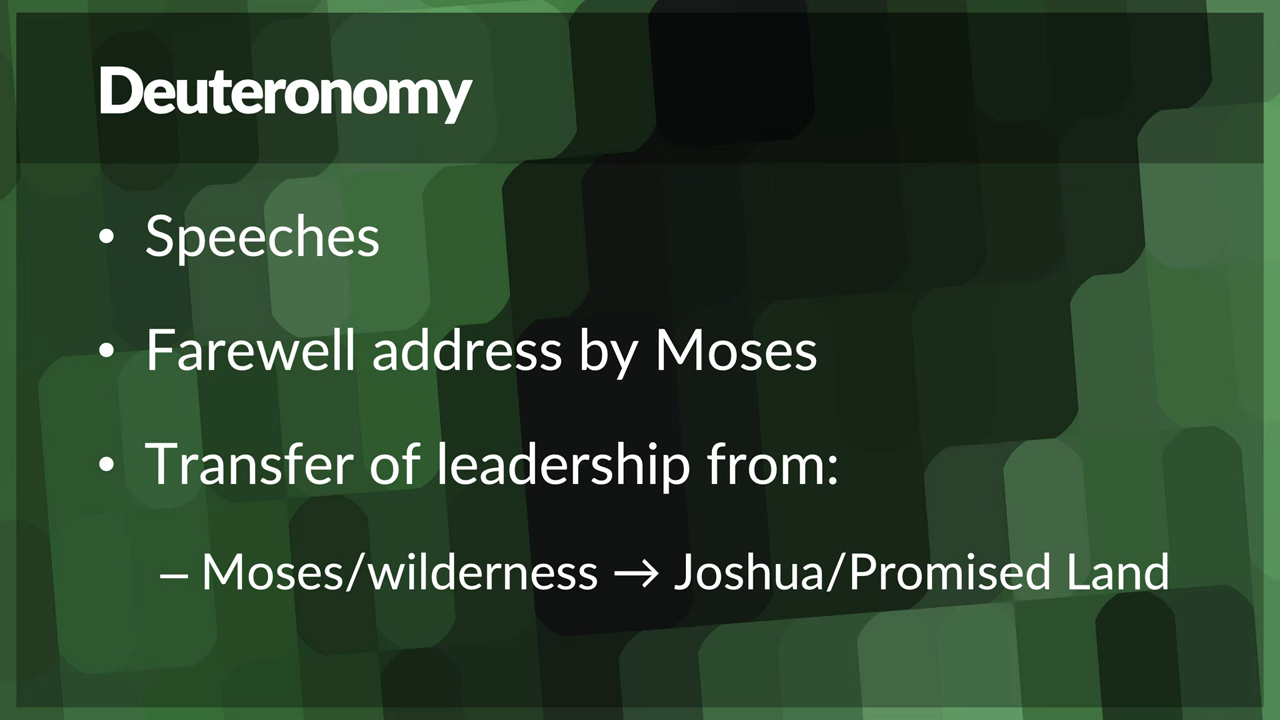 Deuteronomy
• Speeches
• Farewell address by Moses
• Transfer of leadership from:
– Moses/wilderness → Joshua/Promised Land